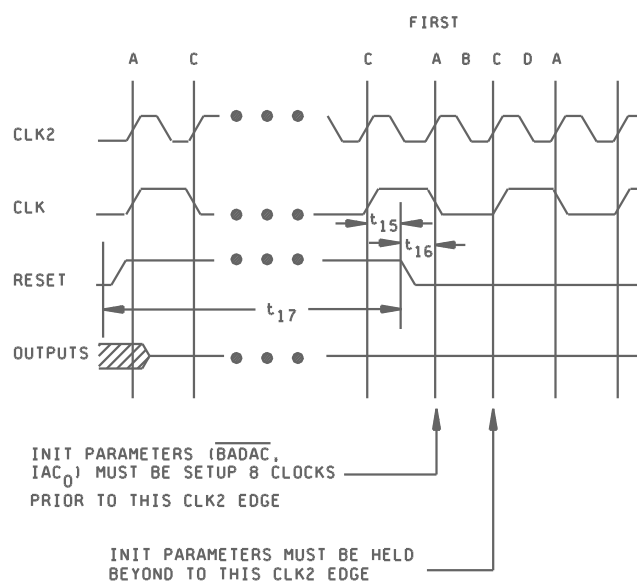 FIRST
A C C A B C D A
CLK2
CLK
t15
t16
RESET
t17
OUTPUTS
INIT PARAMETERS (BADAC,
IAC0) MUST BE SETUP 8 CLOCKS
PRIOR TO THIS CLK2 EDGE
INIT PARAMETERS MUST BE HELD
BEYOND TO THIS CLK2 EDGE